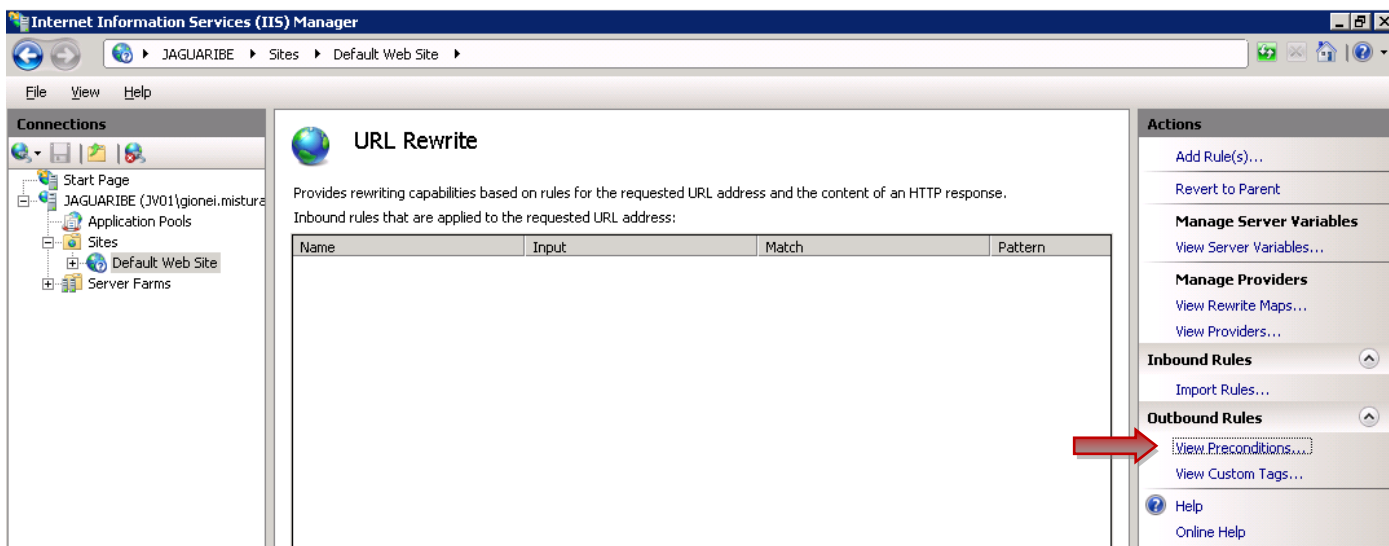 Internet Information Services (IIS) Manager
JAGUARIBE Sites Default Web Site
File View Help
Connections
Start Page
JAGUARIBE (JV01\gionei.mistura
Application Pools
Sites
Default Web Site
Server Farms
URL Rewrite
Provides rewriting capabilities based on rules for the requested URL address and the content of an HTTP response.
Inbound rules that are applied to the requested URL address:
Name Input Match Pattern
Actions
Add Rule(s)...
Revert to Parent
Manage Server Variables
View Server Variables...
Manage Providers
View Rewrite Maps...
View Providers...
Inbound Rules
Import Rules...
Outbound Rules
View Preconditions...
View Custom Tags...
Help
Online Help